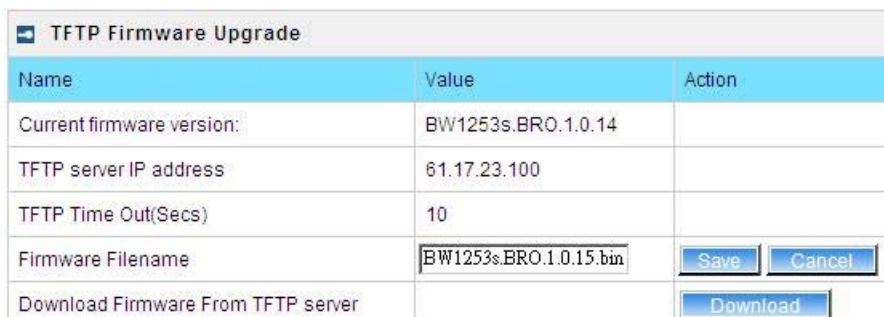 TFTP Firmware Upgrade
Name Value Action
Current firmware version: BW1253s.BRO.1.0.14
TFTP server IP address 61.17.23.100
TFTP Time Out(Secs) 10
Firmware Filename BW1253s.BRO.1.0.15.bin Save Cancel
Download Firmware From TFTP server Download